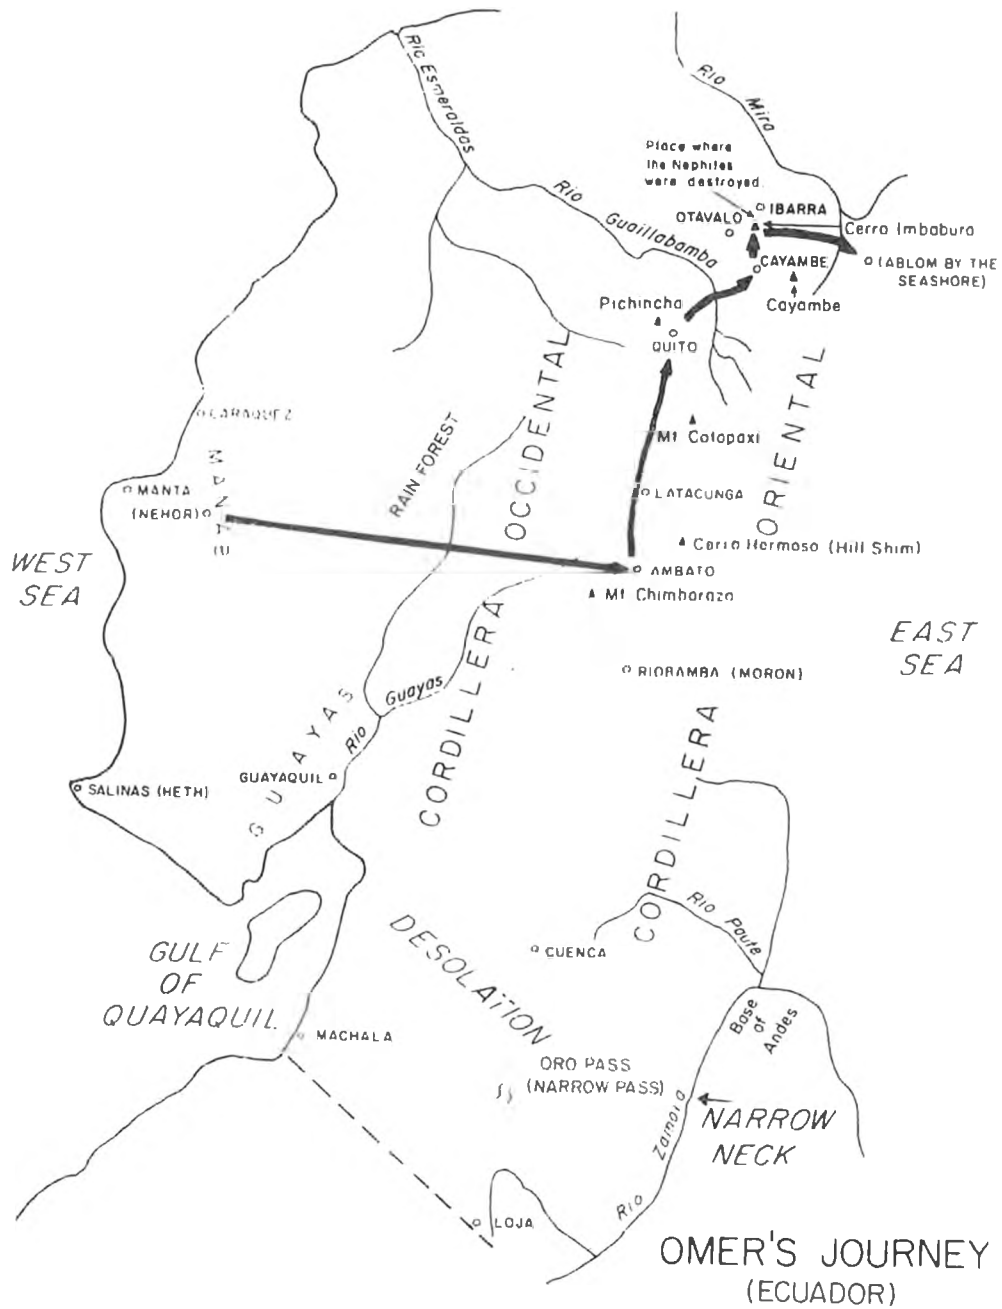 Rio Esmeraldas
Rio Mira
Place where
the Nephites
were destroyed.
Rio Guaillabamba
IBARRA
OTAVALO
Cerro Imbabura
CAYAMBE
(ABLOM BY THE
SEASHORE)
Cayambe
Pichincha
QUITO
CARAQUEZ
RAIN FOREST
OCCIDENTAL
Mt Cotopaxi
ORIENTAL
MANTA
(NEHOR)
LATACUNGA
WEST
SEA
Cerro Hermoso (Hill Shim)
AMBATO
Mt Chimborazo
EAST
SEA
RIOBAMBA (MORON)
Rio Guayas
GUAYAS
CORDILLERA
CORDILLERA
GUAYAQUIL
SALINAS (HETH)
Rio Paute
DESOLATION
CUENCA
GULF
OF
QUAYAQUIL
Base
of
Andes
MACHALA
ORO PASS
(NARROW PASS)
NARROW
NECK
Rio Zamora
LOJA
OMER'S JOURNEY
(ECUADOR)